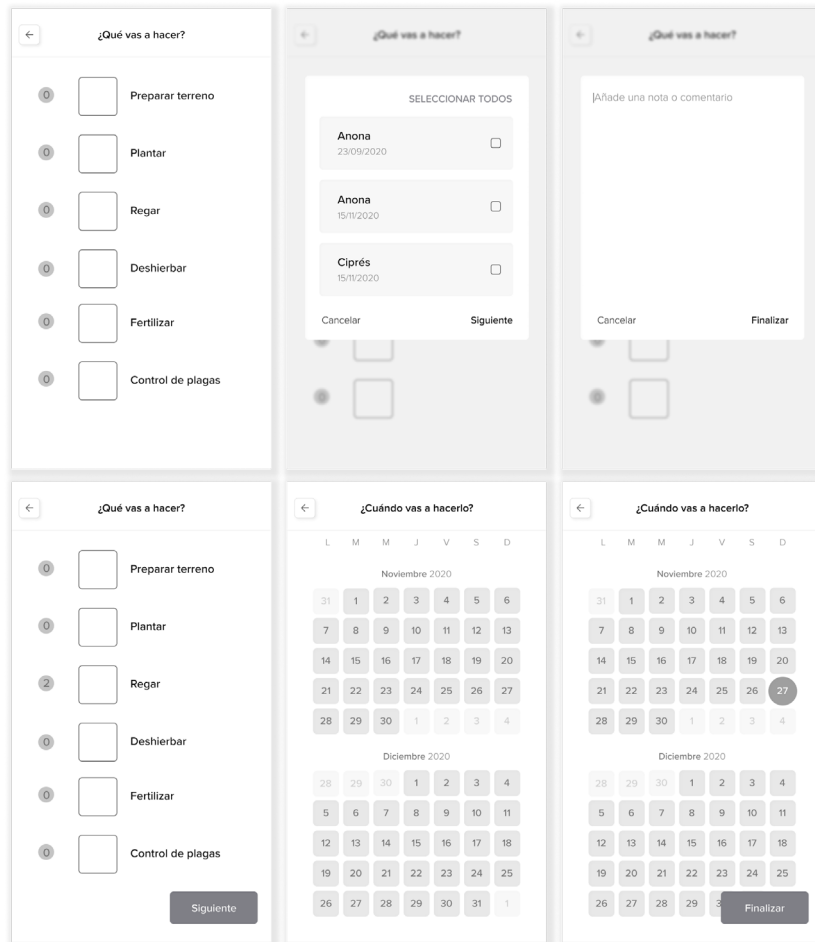 ¿Qué vas a hacer?
0 Preparar terreno
0 Plantar
0 Regar
0 Deshierbar
0 Fertilizar
0 Control de plagas
¿Qué vas a hacer?
SELECCIONAR TODOS
Anona
23/09/2020
Anona
15/11/2020
Ciprés
15/11/2020
Cancelar Siguiente
0
¿Qué vas a hacer?
Añade una nota o comentario
Cancelar Finalizar
0
¿Qué vas a hacer?
0 Preparar terreno
0 Plantar
2 Regar
0 Deshierbar
0 Fertilizar
0 Control de plagas
Siguiente
¿Cuándo vas a hacerlo?
L M M J V S D
Noviembre 2020
31 1 2 3 4 5 6
7 8 9 10 11 12 13
14 15 16 17 18 19 20
21 22 23 24 25 26 27
28 29 30 1 2 3 4
Diciembre 2020
28 29 30 1 2 3 4
5 6 7 8 9 10 11
12 13 14 15 16 17 18
19 20 21 22 23 24 25
26 27 28 29 30 31 1
¿Cuándo vas a hacerlo?
L M M J V S D
Noviembre 2020
31 1 2 3 4 5 6
7 8 9 10 11 12 13
14 15 16 17 18 19 20
21 22 23 24 25 26 27
28 29 30 1 2 3 4
Diciembre 2020
28 29 30 1 2 3 4
5 6 7 8 9 10 11
12 13 14 15 16 17 18
19 20 21 22 23 24 25
26 27 28 29 3
Finalizar